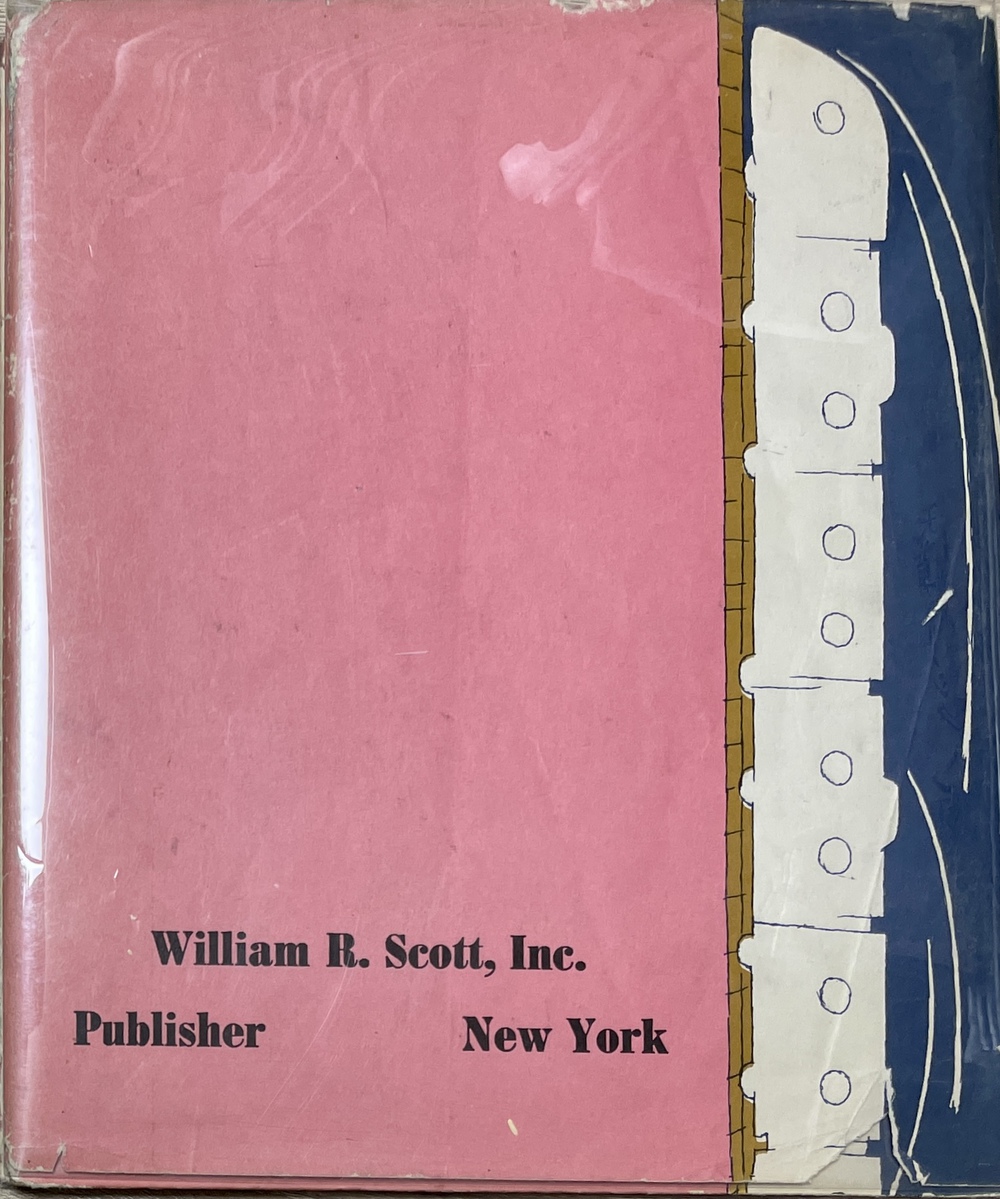 William R. Scott, Inc.
Publisher New York